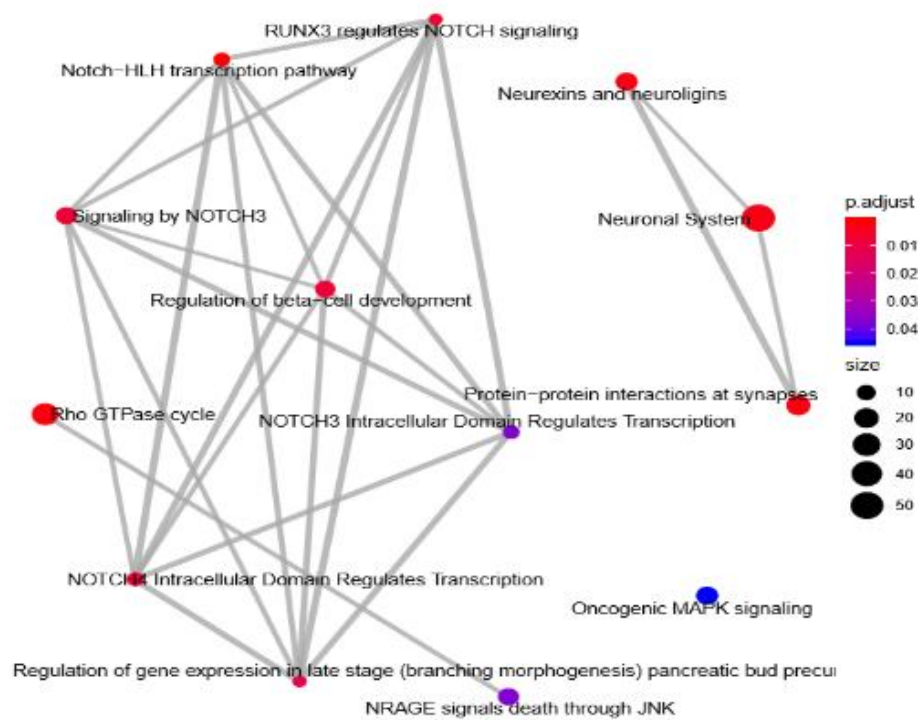 RUNX3 regulates NOTCH signaling
Notch-HLH transcription pathway
Neurexins and neuroligins
Signaling by NOTCH3
Neuronal System
Regulation of beta-cell development
Protein-protein interactions at synapses
Rho GTPase cycle
NOTCH3 Intracellular Domain Regulates Transcription
NOTCH4 Intracellular Domain Regulates Transcription
Oncogenic MAPK signaling
Regulation of gene expression in late stage (branching morphogenesis) pancreatic bud precur
NRAGE signals death through JNK
p.adjust
0.01
0.02
0.03
0.04
size
10
20
30
40
50